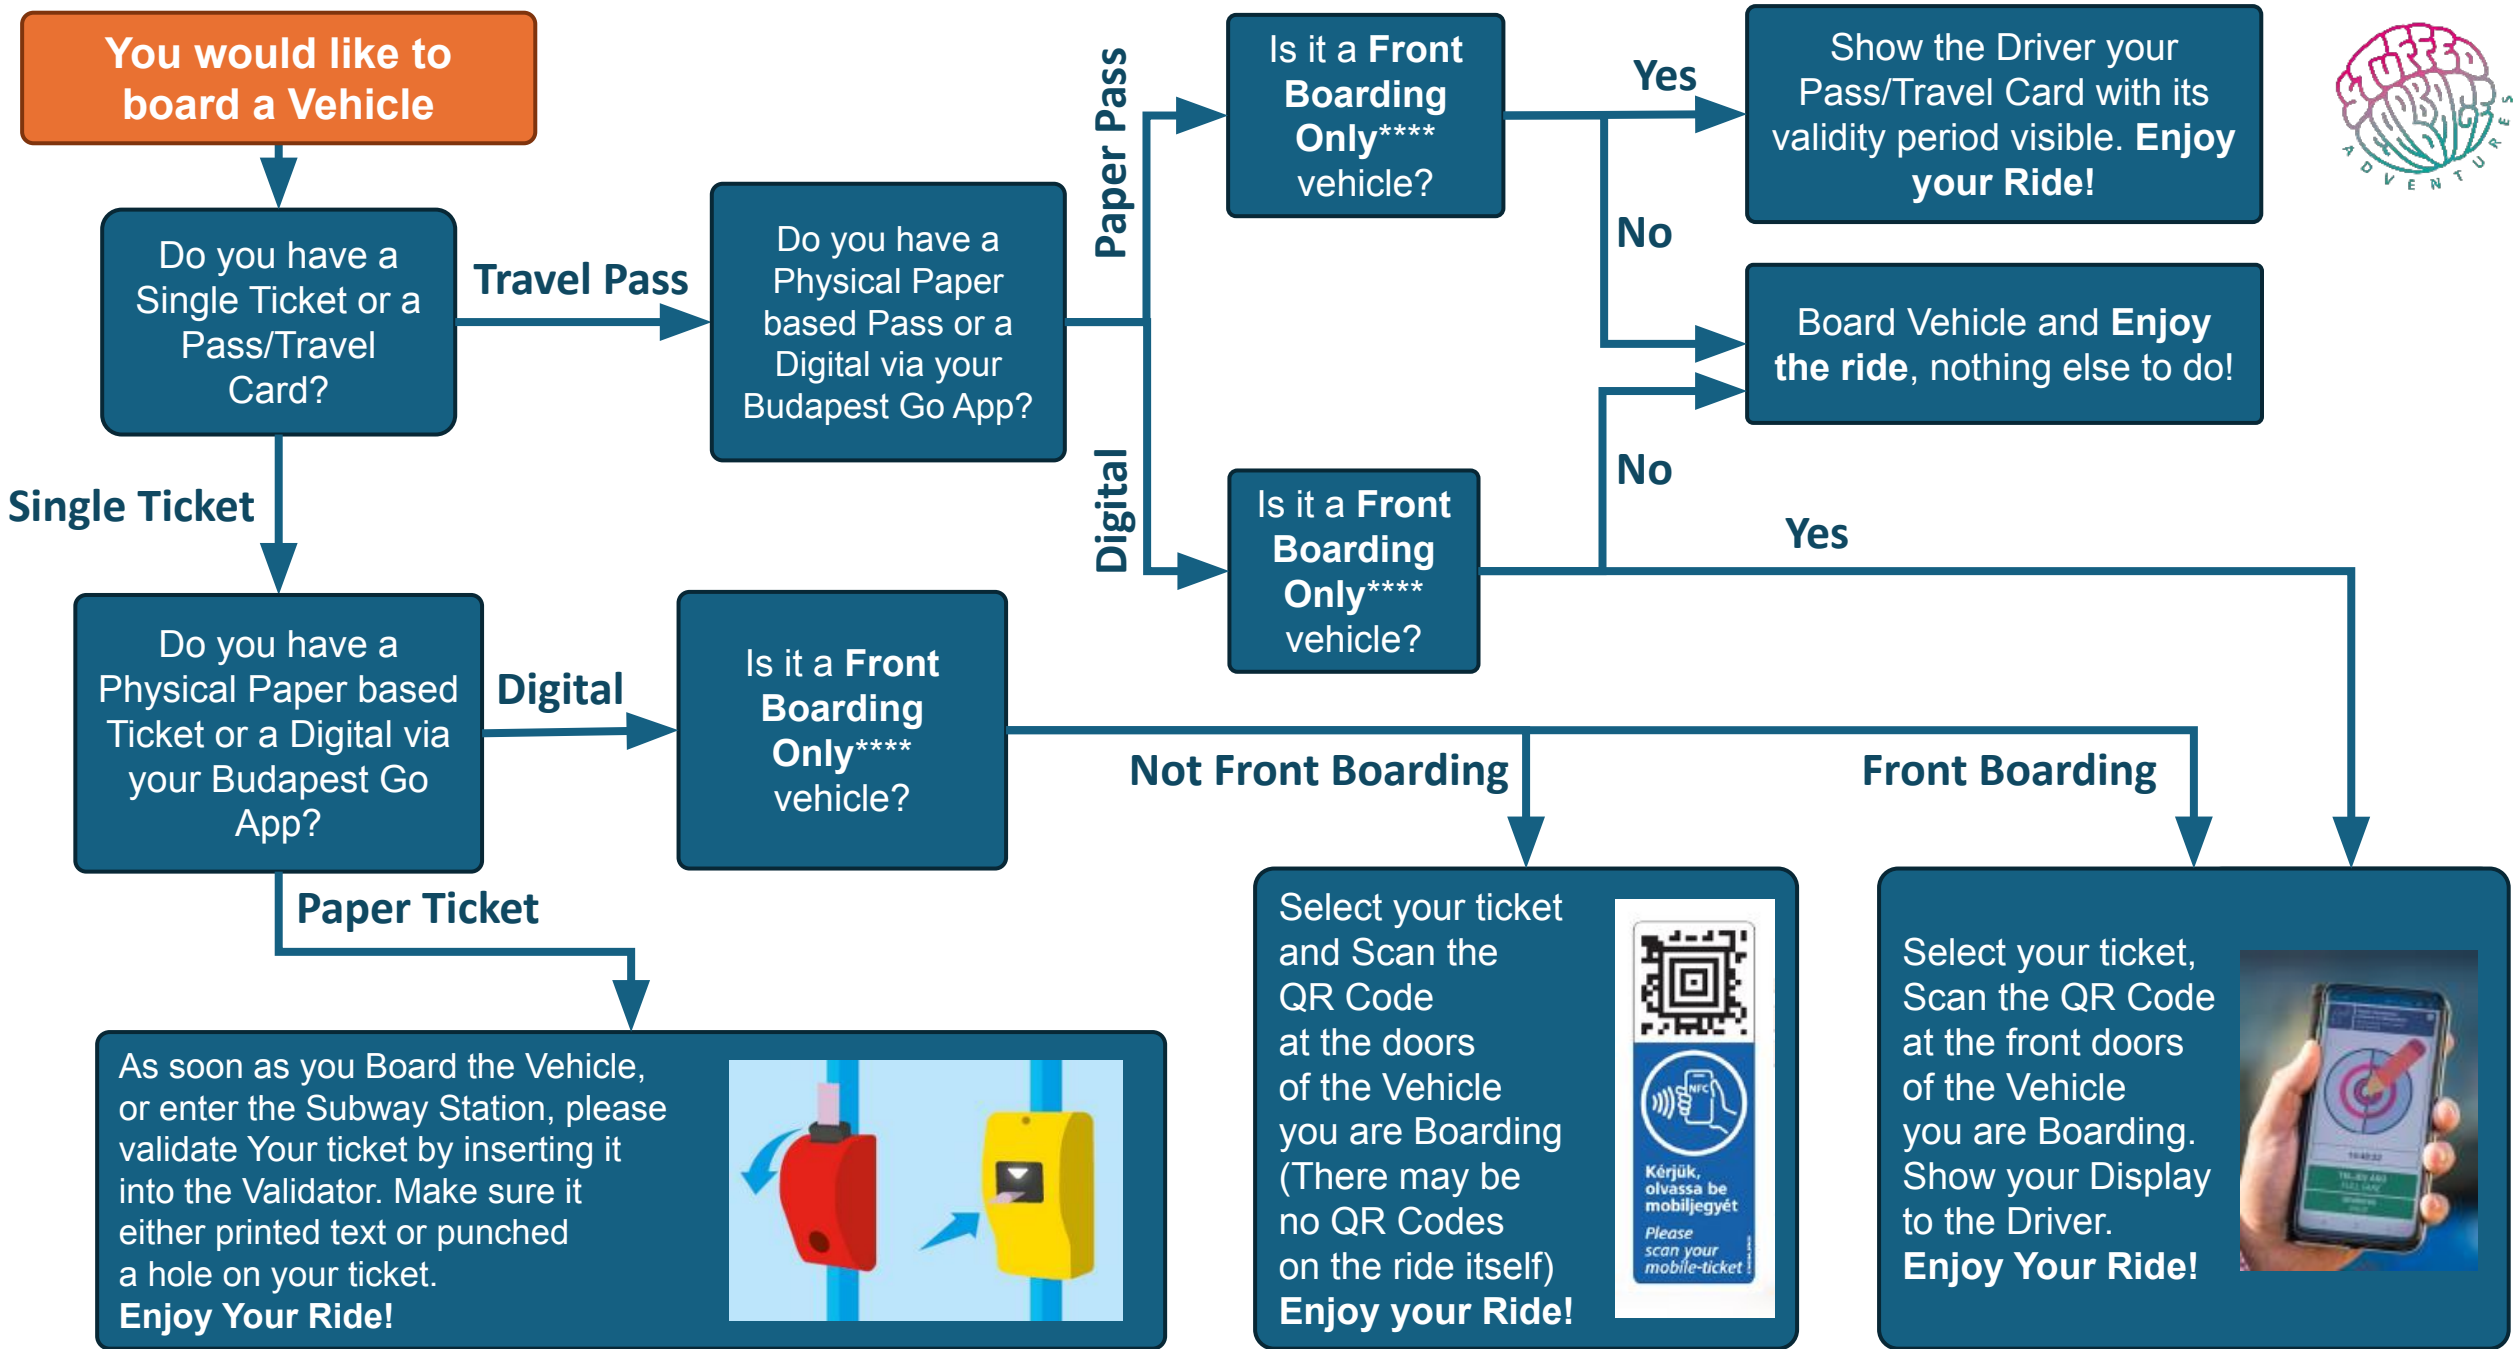 You would like to
board a Vehicle
Do you have a
Single Ticket or a
Pass/Travel
Card?
Travel Pass
Do you have a
Physical Paper
based Pass or a
Digital via your
Budapest Go App?
Paper Pass
Is it a Front
Boarding
Only****
vehicle?
Yes
Show the Driver your
Pass/Travel Card with its
validity period visible. Enjoy
your Ride!
STUFFED
CABBAGE
ADVENTURES
No
Board Vehicle and Enjoy
the ride, nothing else to do!
Digital
Is it a Front
Boarding
Only****
vehicle?
No
Yes
Single Ticket
Do you have a
Physical Paper based
Ticket or a Digital via
your Budapest Go
App?
Digital
Is it a Front
Boarding
Only****
vehicle?
Not Front Boarding
Front Boarding
Paper Ticket
As soon as you Board the Vehicle,
or enter the Subway Station, please
validate Your ticket by inserting it
into the Validator. Make sure it
either printed text or punched
a hole on your ticket.
Enjoy Your Ride!
Select your ticket
and Scan the
QR Code
at the doors
of the Vehicle
you are Boarding
(There may be
no QR Codes
on the ride itself)
Enjoy your Ride!
NFC
Kérjük,
olvassa be
mobiljegyét
Please
scan your
mobile-ticket
Select your ticket,
Scan the QR Code
at the front doors
of the Vehicle
you are Boarding.
Show your Display
to the Driver.
Enjoy Your Ride!